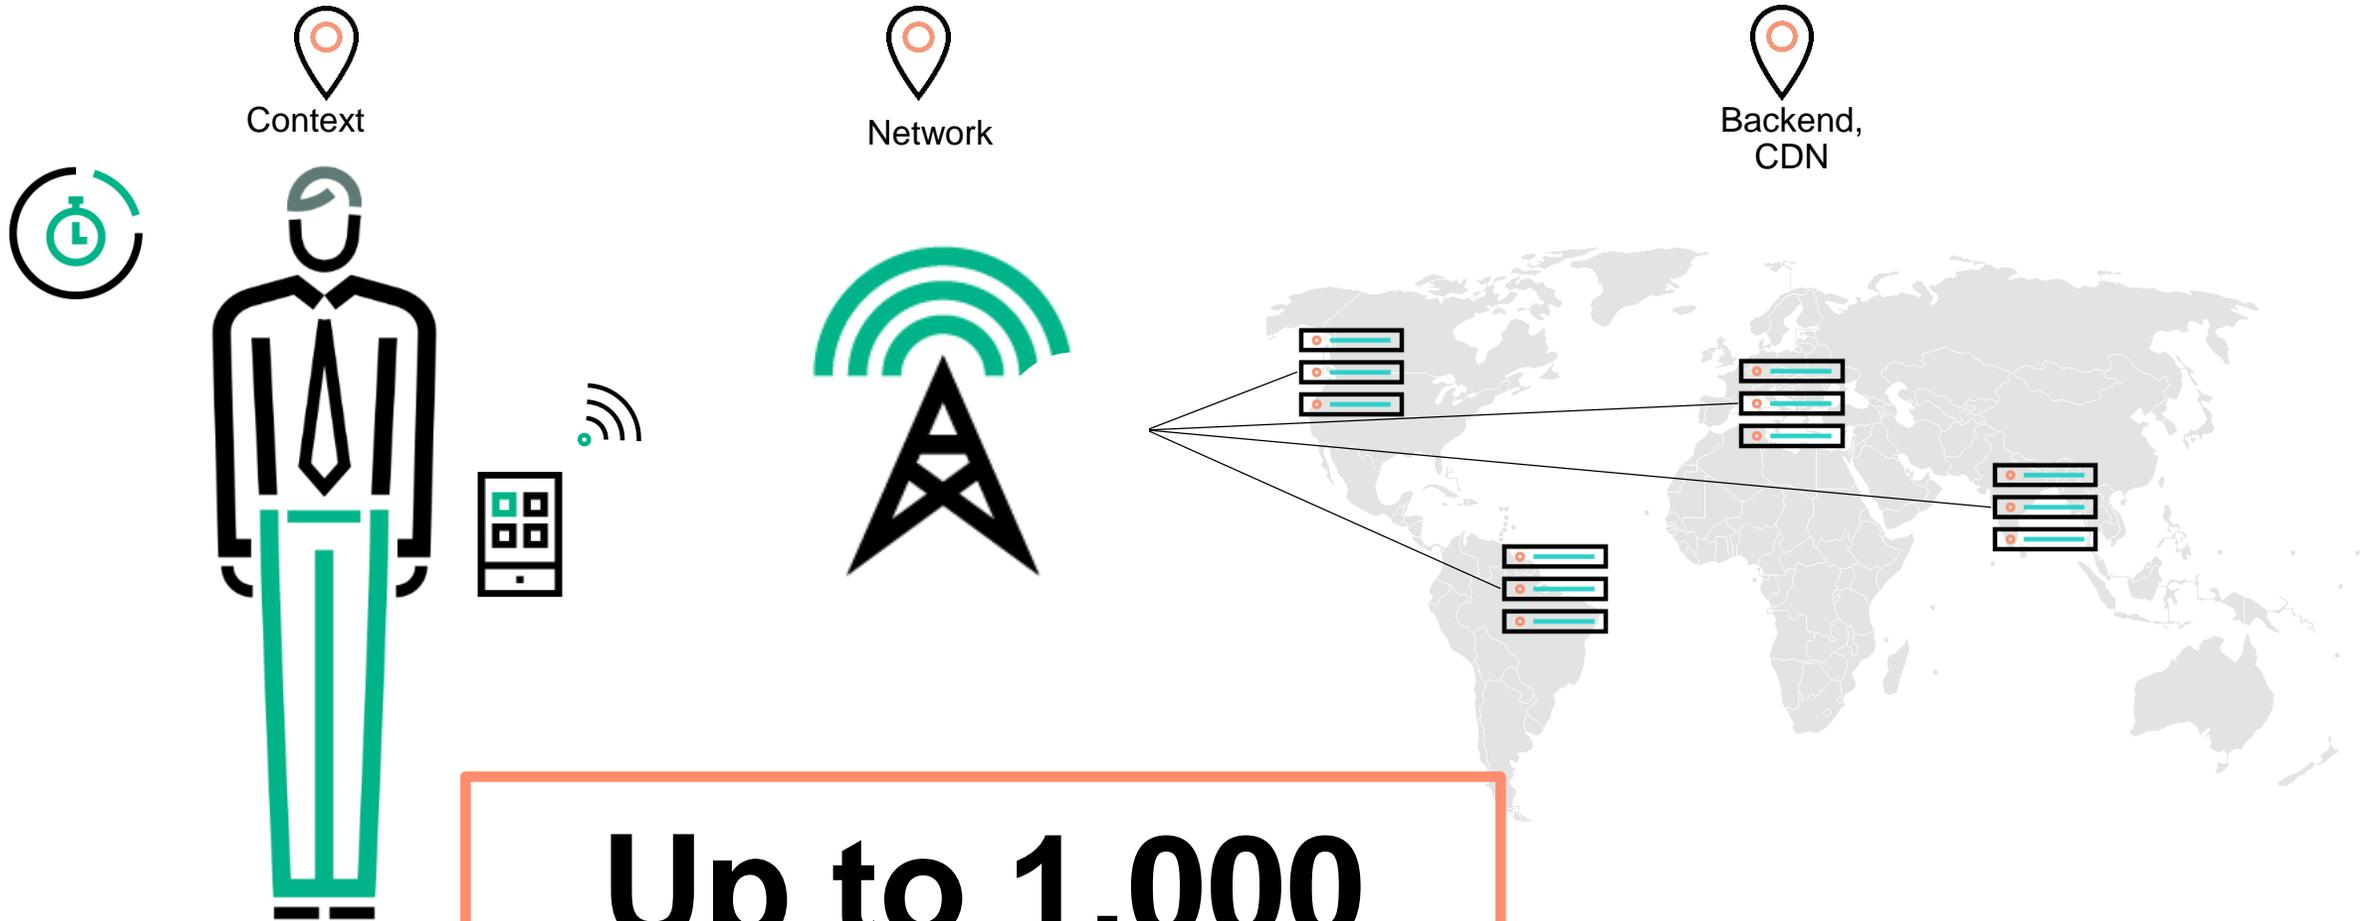 Context
Network
Backend,
CDN
Up to 1,000